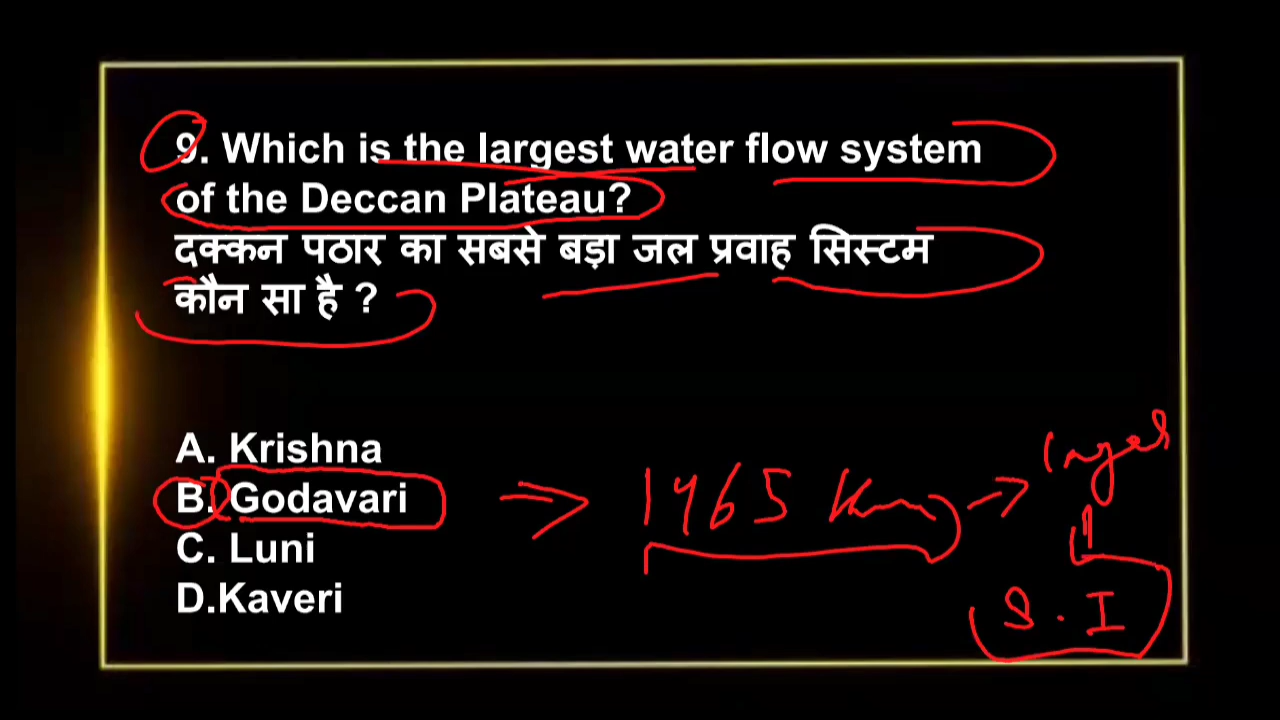 9. Which is the largest water flow system
of the Deccan Plateau?
दक्कन पठार का सबसे बड़ा जल प्रवाह सिस्टम
कौन सा है ?
A. Krishna
B. Godavari
C. Luni
D.Kaveri
1465 Km
S.I